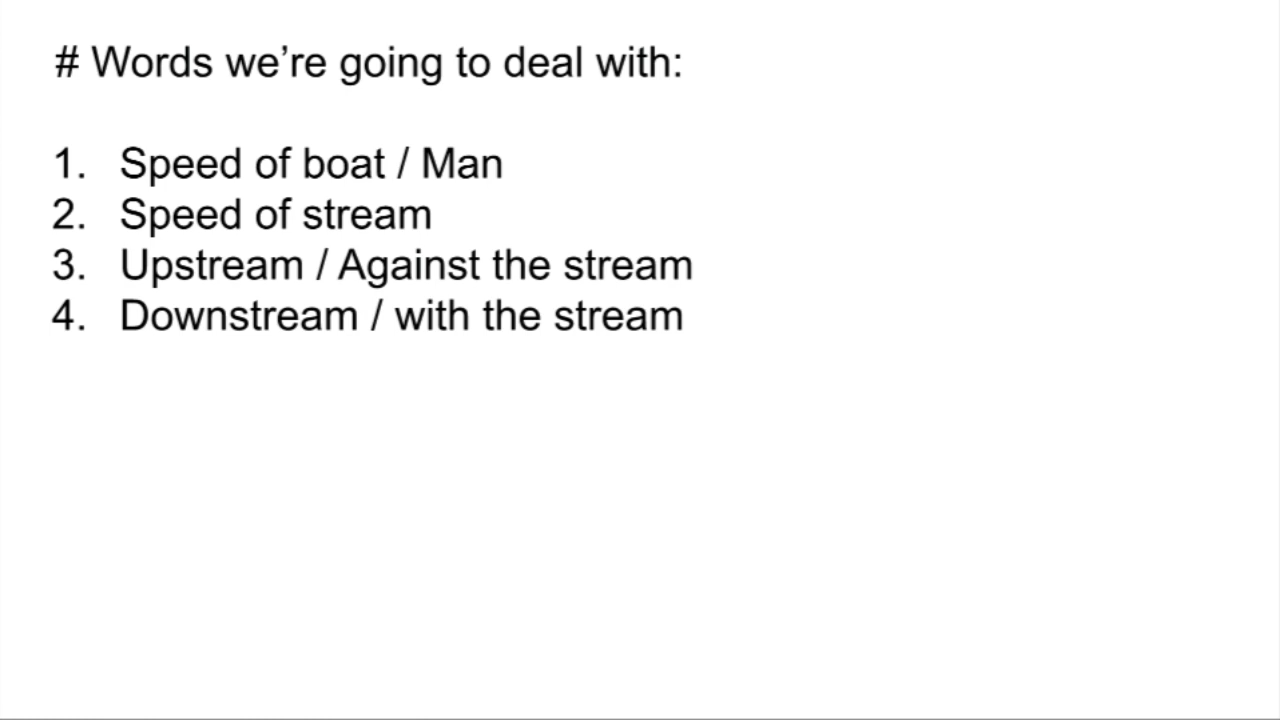 # Words we’re going to deal with:
1. Speed of boat / Man
2. Speed of stream
3. Upstream / Against the stream
4. Downstream / with the stream